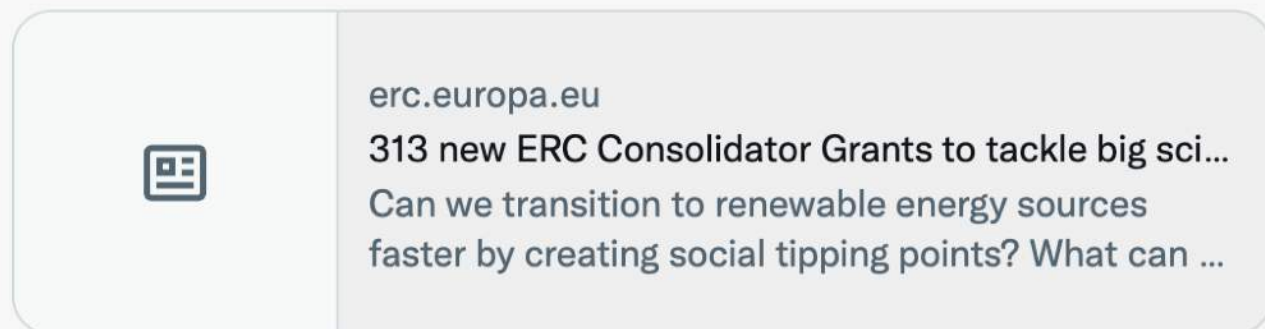 erc.europa.eu
313 new ERC Consolidator Grants to tackle big sci...
Can we transition to renewable energy sources
faster by creating social tipping points? What can ...